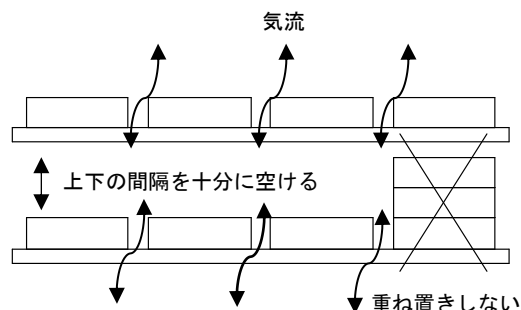 気流
上下の間隔を十分に空ける
重ね置きしない